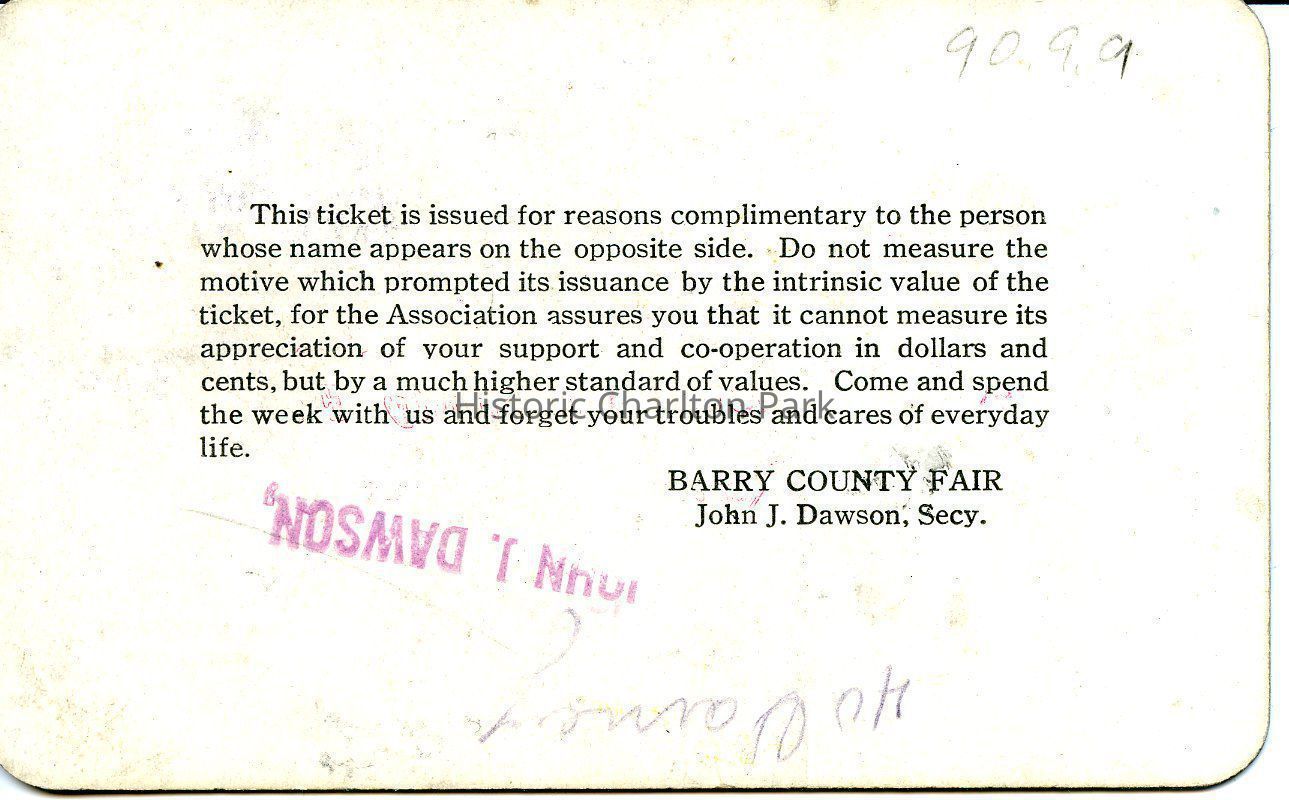 90.9.9
This ticket is issued for reasons complimentary to the person
whose name appears on the opposite side. Do not measure the
motive which prompted its issuance by the intrinsic value of the
ticket, for the Association assures you that it cannot measure its
appreciation of your support and co-operation in dollars and
cents, but by a much higher standard of values. Come and spend
the week with us and forget your troubles and cares of everyday
life.
Historic Charlton Park
BARRY COUNTY FAIR
John J. Dawson, Secy.
JOHN J. DAWSON,